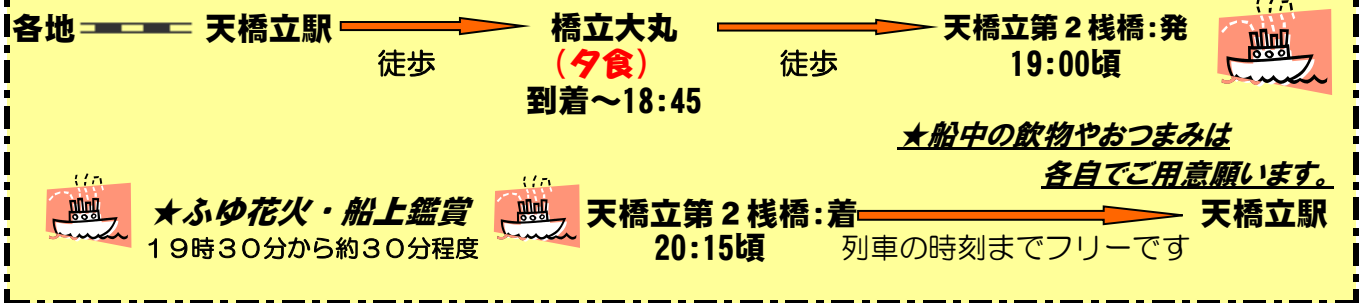 各地 天橋立駅 橋立大丸 天橋立第２桟橋:発
徒歩 (夕食) 徒歩 19:00頃
到着～18:45
★船中の飲物やおつまみは
各自でご用意願います。
★ふゆ花火・船上鑑賞 天橋立第２桟橋:着 天橋立駅
１９時３０分から約３０分程度 20:15頃 列車の時刻までフリーです